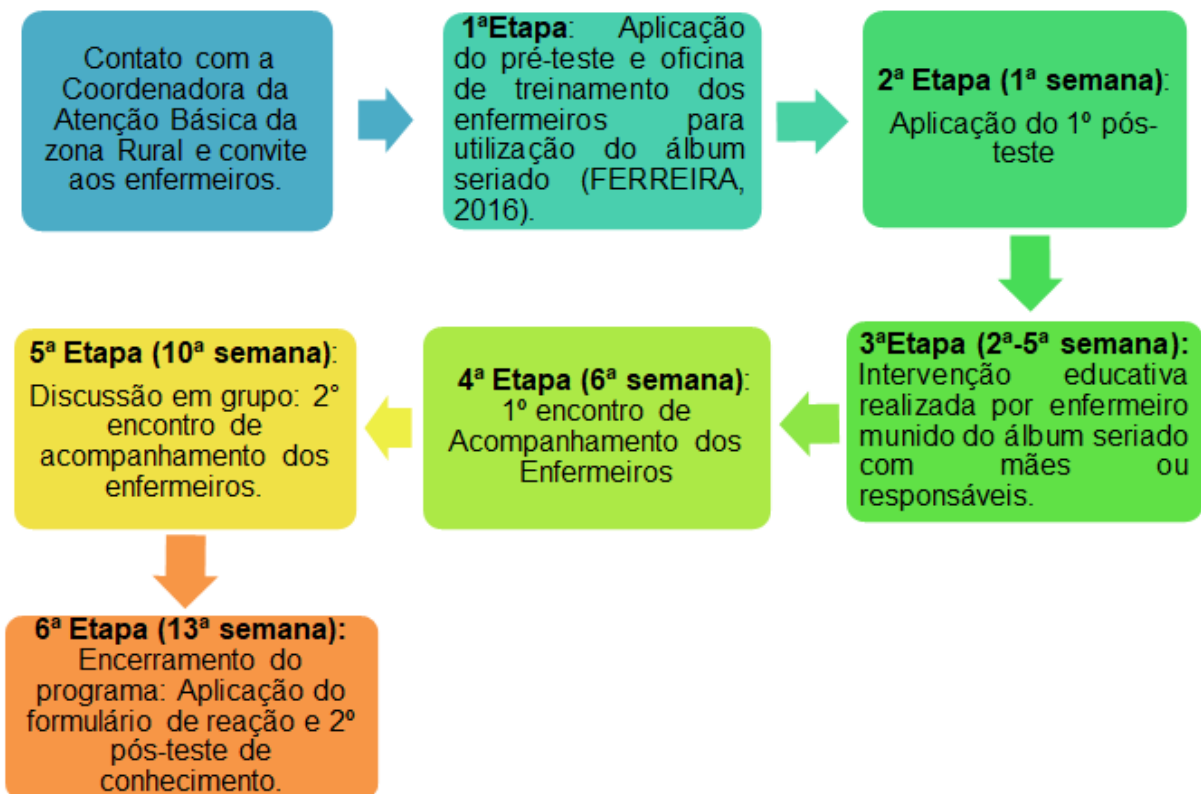 Contato com a
Coordenadora da
Atenção Básica da
zona Rural e convite
aos enfermeiros.
1ªEtapa: Aplicação
do pré-teste e oficina
de treinamento dos
enfermeiros para
utilização do álbum
seriado (FERREIRA,
2016).
2ª Etapa (1ª semana):
Aplicação do 1º pós-
teste
3ªEtapa (2ª-5ª semana):
Intervenção educativa
realizada por enfermeiro
munido do álbum seriado
com mães ou
responsáveis.
4ª Etapa (6ª semana):
1º encontro de
Acompanhamento dos
Enfermeiros
5ª Etapa (10ª semana):
Discussão em grupo: 2°
encontro de
acompanhamento dos
enfermeiros.
6ª Etapa (13ª semana):
Encerramento do
programa: Aplicação do
formulário de reação e 2º
pós-teste de
conhecimento.